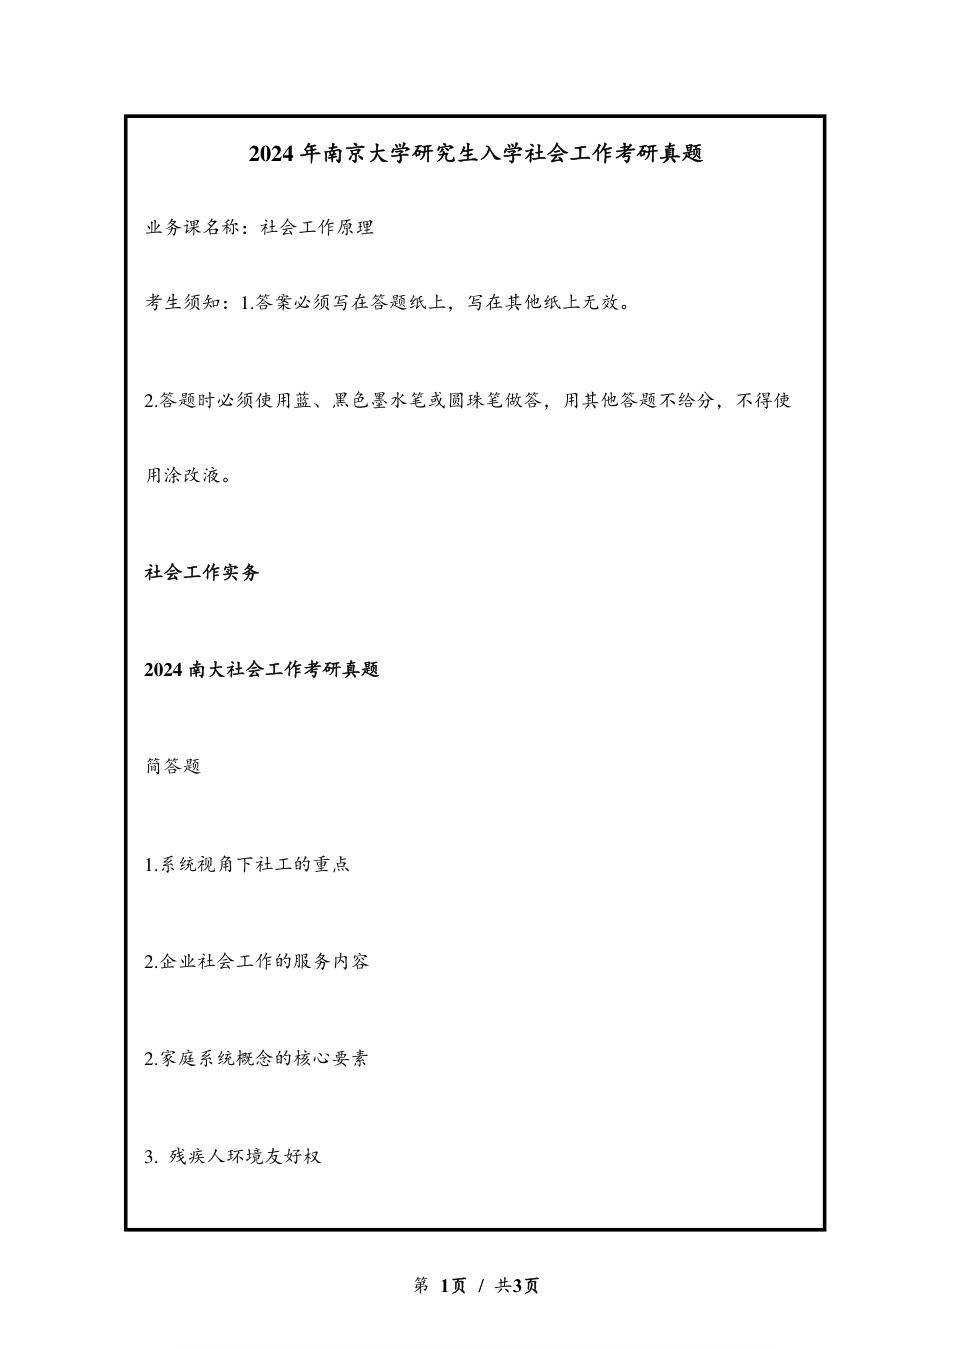 2024 年南京大学研究生入学社会工作考研真题
业务课名称：社会工作原理
考生须知：1.答案必须写在答题纸上，写在其他纸上无效。
2.答题时必须使用蓝、黑色墨水笔或圆珠笔做答，用其他答题不给分，不得使
用涂改液。
社会工作实务
2024 南大社会工作考研真题
简答题
1.系统视角下社工的重点
2.企业社会工作的服务内容
2.家庭系统概念的核心要素
3. 残疾人环境友好权
第 1页 / 共3页